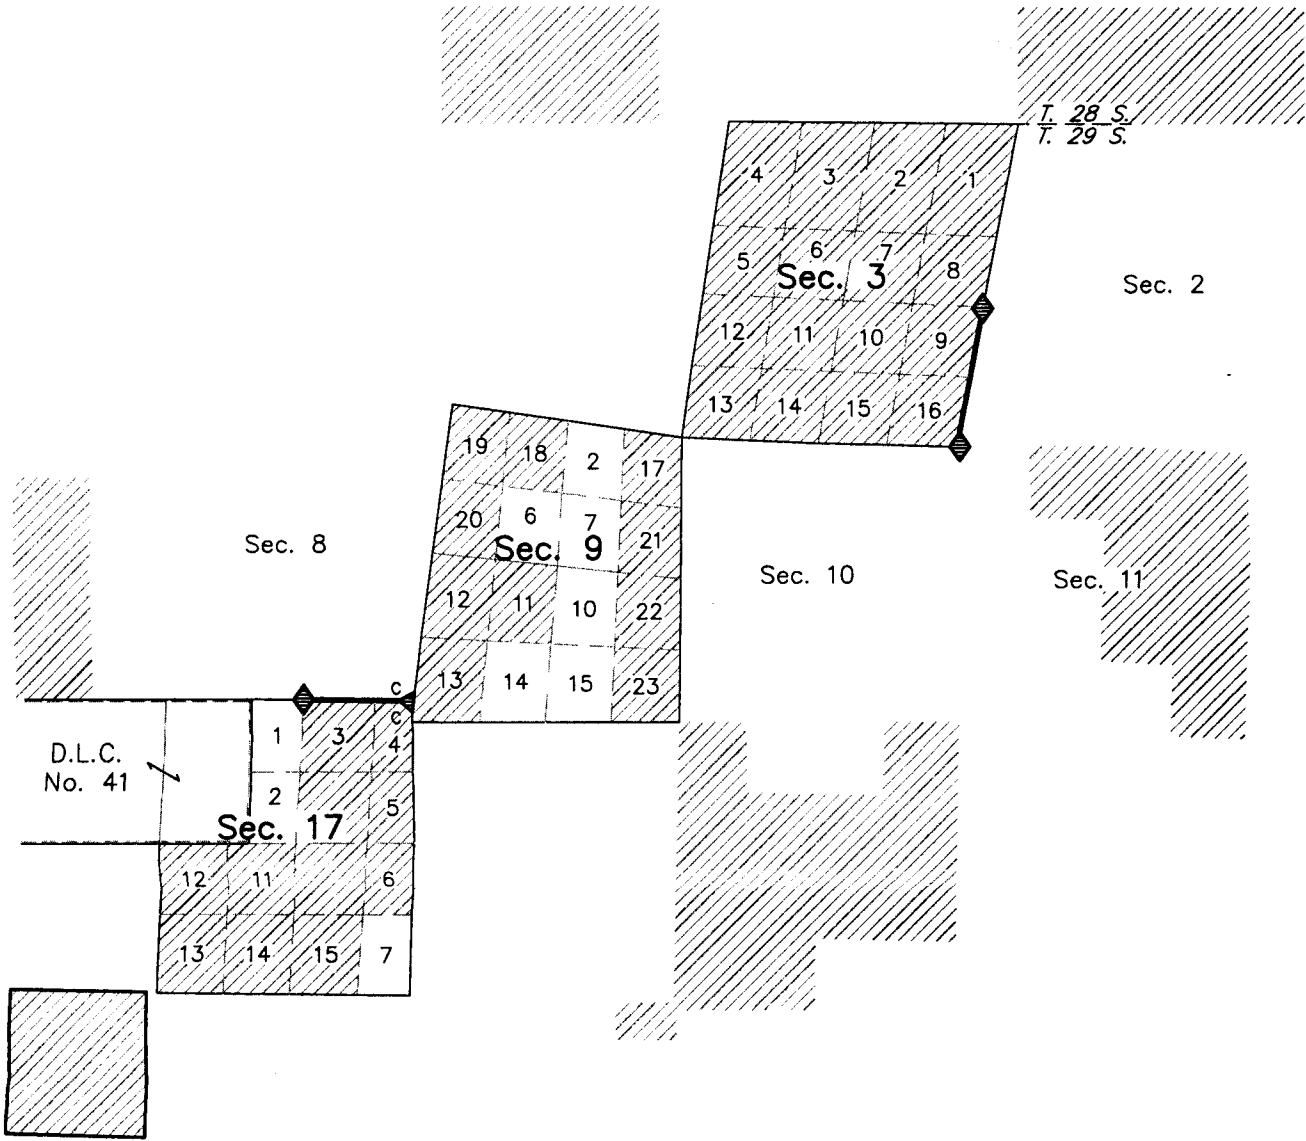 T. 28 S.
T. 29 S.
4 3 2 1
5 6 7 8
Sec. 3
Sec. 2
12 11 10 9
13 14 15 16
19 18 2 17
20 6 7 21
Sec. 9
Sec. 8
Sec. 10
Sec. 11
12 11 10 22
13 14 15 23
c
c
1 3 4
D.L.C.
No. 41
2 5
Sec. 17
12 11 6
13 14 15 7